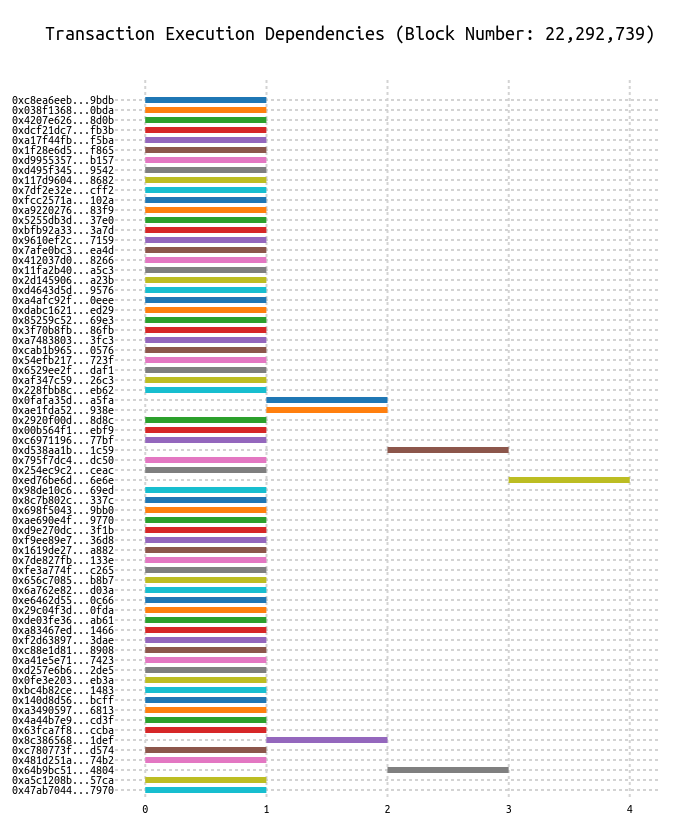 Transaction Execution Dependencies (Block Number: 22,292,739)
0xc8ea6eeb...9bdb
0x038f1368...0bda
0x4207e626...8d0b
0xdcf21dc7...fb3b
0xa17f44fb...f5ba
0x1f28e6d5...f865
0xd9955357...b157
0xd495f345...9542
0x117d9604...8682
0x7df2e32e...cff2
0xfcc2571a...102a
0xa9220276...83f9
0x5255db3d...37e0
0xbfb92a33...3a7d
0x9610ef2c...7159
0x7afe0bc3...ea4d
0x412037d0...8266
0x11fa2b40...a5c3
0x2d145906...a23b
0xd4643d5d...9576
0xa4afc92f...0eee
0xdabc1621...ed29
0x85259c52...69e3
0x3f70b8fb...86fb
0xa7483803...3fc3
0xcab1b965...0576
0x54efb217...723f
0x6529ee2f...daf1
0xaf347c59...26c3
0x228fbb8c...eb62
0x0fafa35d...a5fa
0xae1fda52...938e
0x2920f00d...8d8c
0x00b564f1...ebf9
0xc6971196...77bf
0xd538aa1b...1c59
0x795f7dc4...dc50
0x254ec9c2...ceac
0xed76be6d...6e6e
0x98de10c6...69ed
0x8c7b802c...337c
0x698f5043...9bb0
0xae690e4f...9770
0xd9e270dc...3f1b
0xf9ee89e7...36d8
0x1619de27...a882
0x7de827fb...133e
0xfe3a774f...c265
0x656c7085...b8b7
0x6a762e82...d03a
0xe6462d55...0c66
0x29c04f3d...0fda
0xde03fe36...ab61
0xa83467ed...1466
0xf2d63897...3dae
0xc88e1d81...8908
0xa41e5e71...7423
0xd257e6b6...2de5
0x0fe3e203...eb3a
0xbc4b82ce...1483
0x140d8d56...bcff
0xa3490597...6813
0x4a44b7e9...cd3f
0x63fca7f8...ccba
0x8c386568...1def
0xc780773f...d574
0x481d251a...74b2
0x64b9bc51...4804
0xa5c1208b...57ca
0x47ab7044...7970
0 1 2 3 4